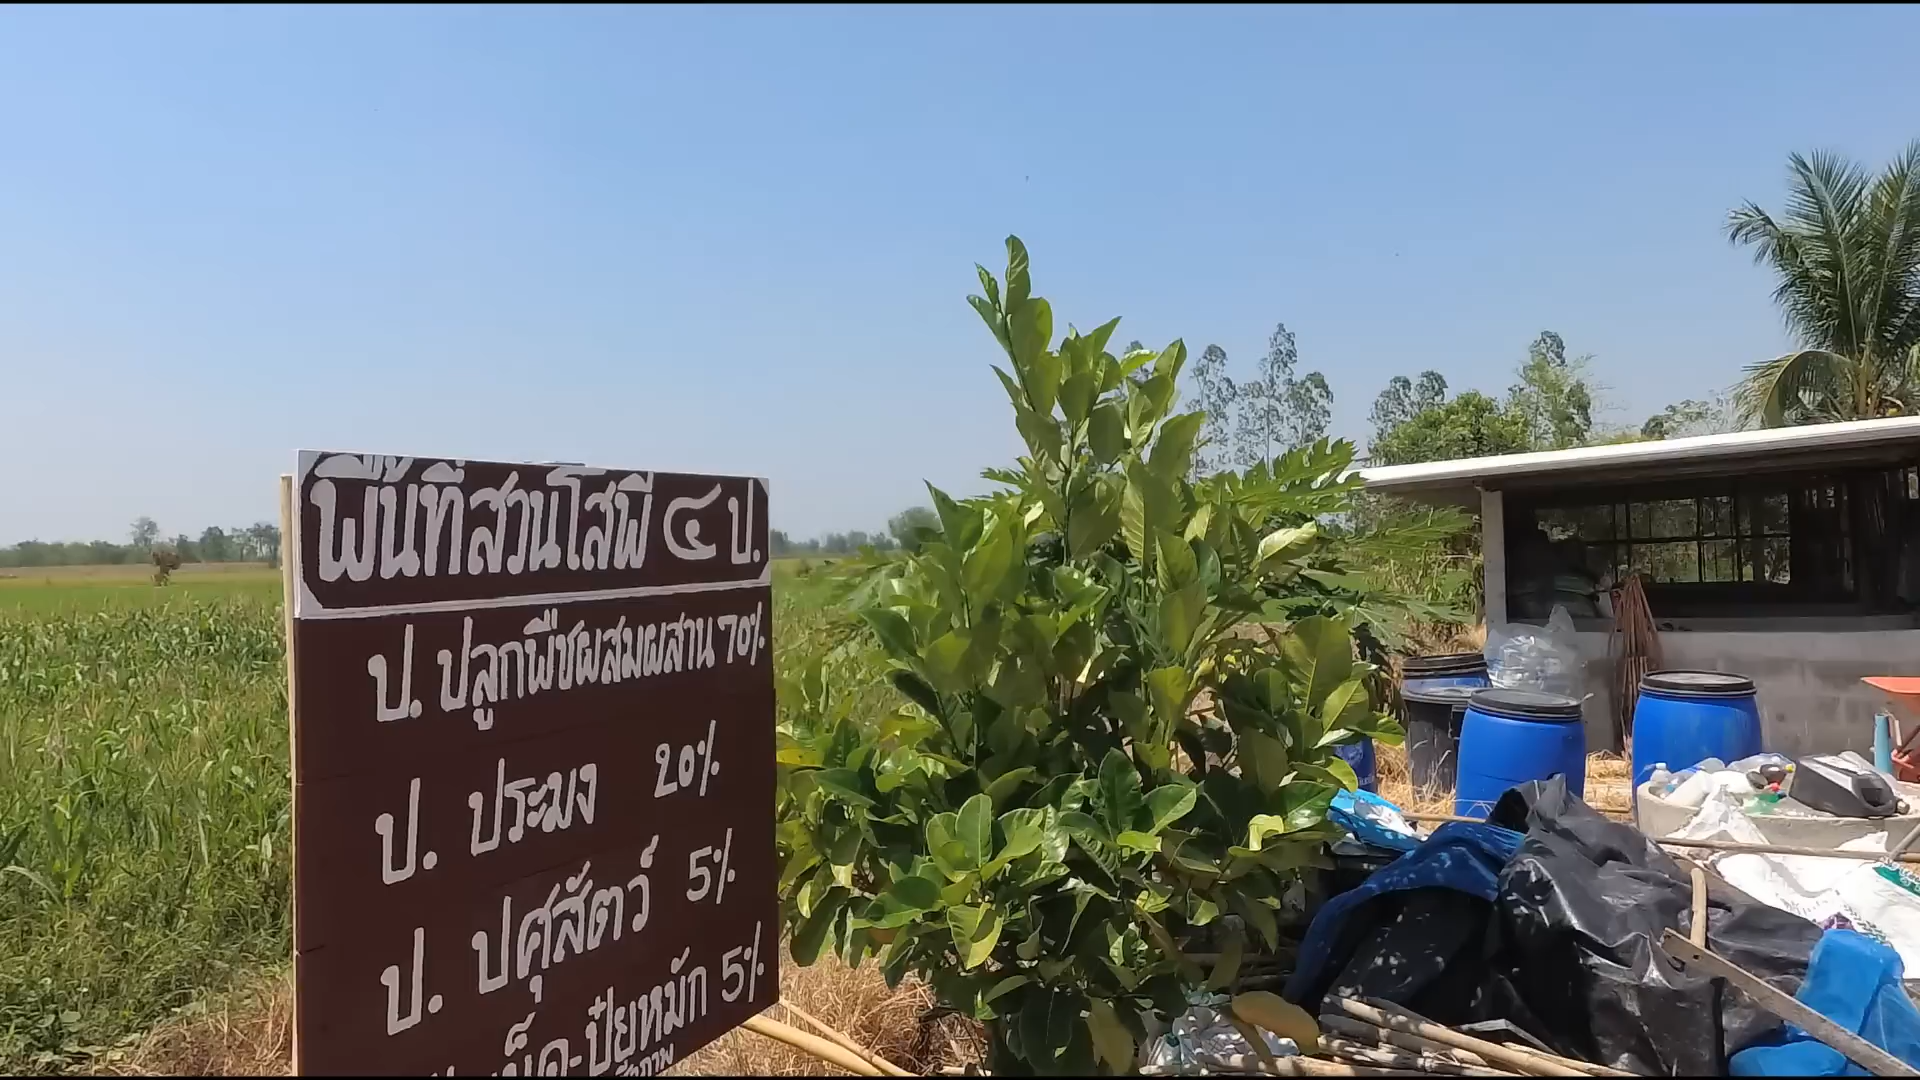 พื้นที่สวนโสพี ๔ ป.
ป. ปลูกพืชผสมผสาน 70%
ป. ประมง 20%
ป. ปศุสัตว์ 5%
ปุ๋ยหมัก 5%